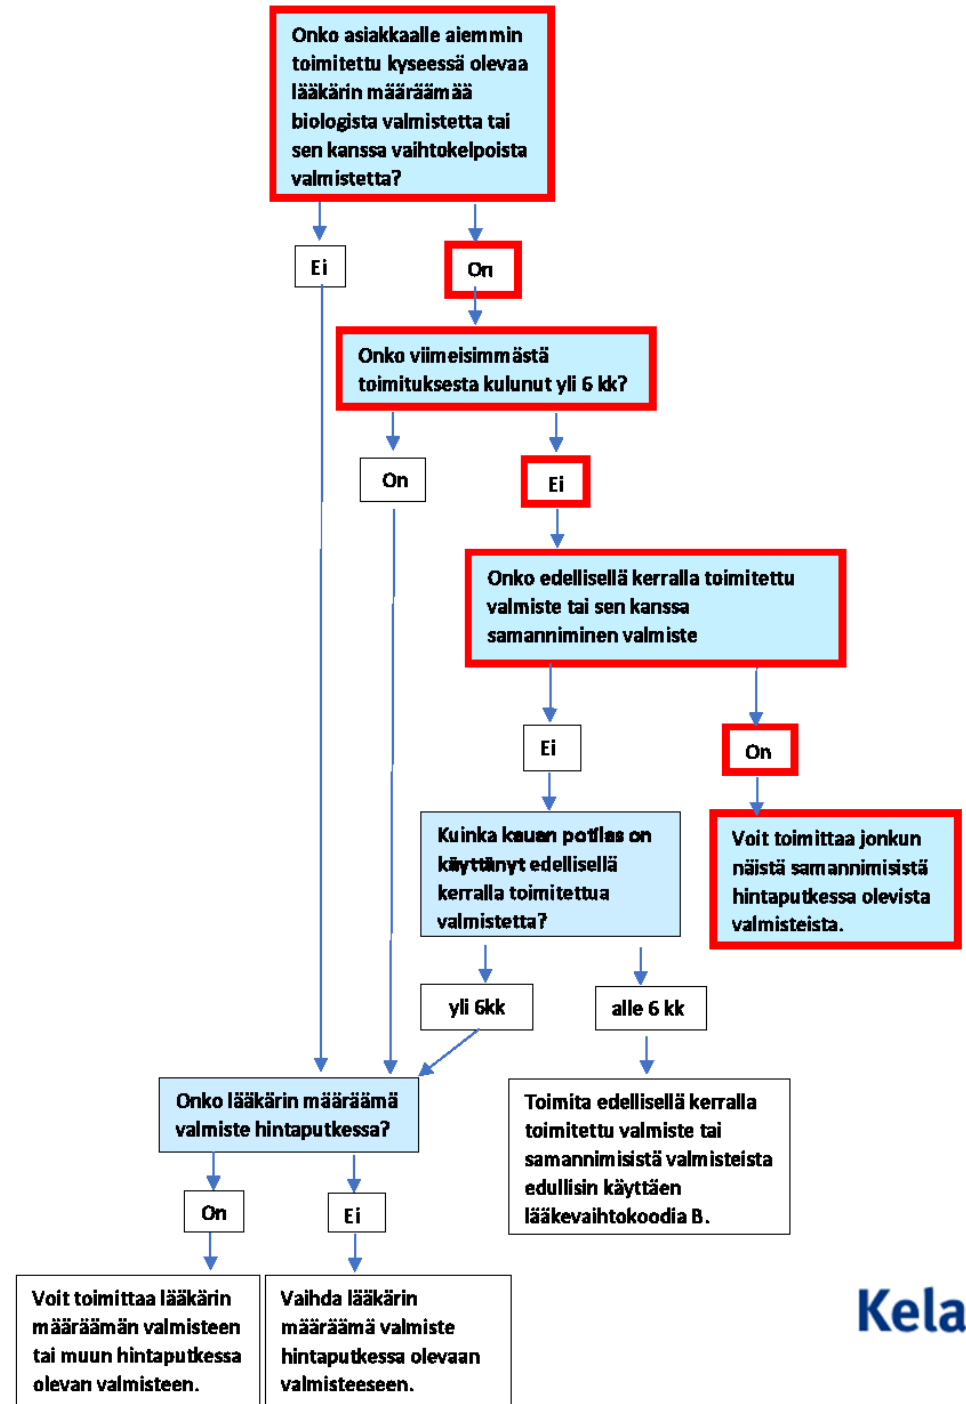 Onko asiakkaalle aiemmin
toimitettu kyseessä olevaa
lääkärin määräämää
biologista valmistetta tai
sen kanssa vaihtokelpoista
valmistetta?
Ei
On
Onko viimeisimmästä
toimituksesta kulunut yli 6 kk?
On
Ei
Onko edellisellä kerralla toimitettu
valmiste tai sen kanssa
samanniminen valmiste
Ei
On
Kuinka kauan potilas on
käyttänyt edellisellä
kerralla toimitettua
valmistetta?
Voit toimittaa jonkun
näistä samannimisistä
hintaputkessa olevista
valmisteista.
yli 6kk
alle 6 kk
Onko lääkärin määräämä
valmiste hintaputkessa?
Toimita edellisellä kerralla
toimitettu valmiste tai
samannimisistä valmisteista
edullisin käyttäen
lääkevaihtokoodia B.
On
Ei
Voit toimittaa lääkärin
määräämän valmisteen
tai muun hintaputkessa
olevan valmisteen.
Vaihda lääkärin
määräämä valmiste
hintaputkessa olevaan
valmisteeseen.
Kela